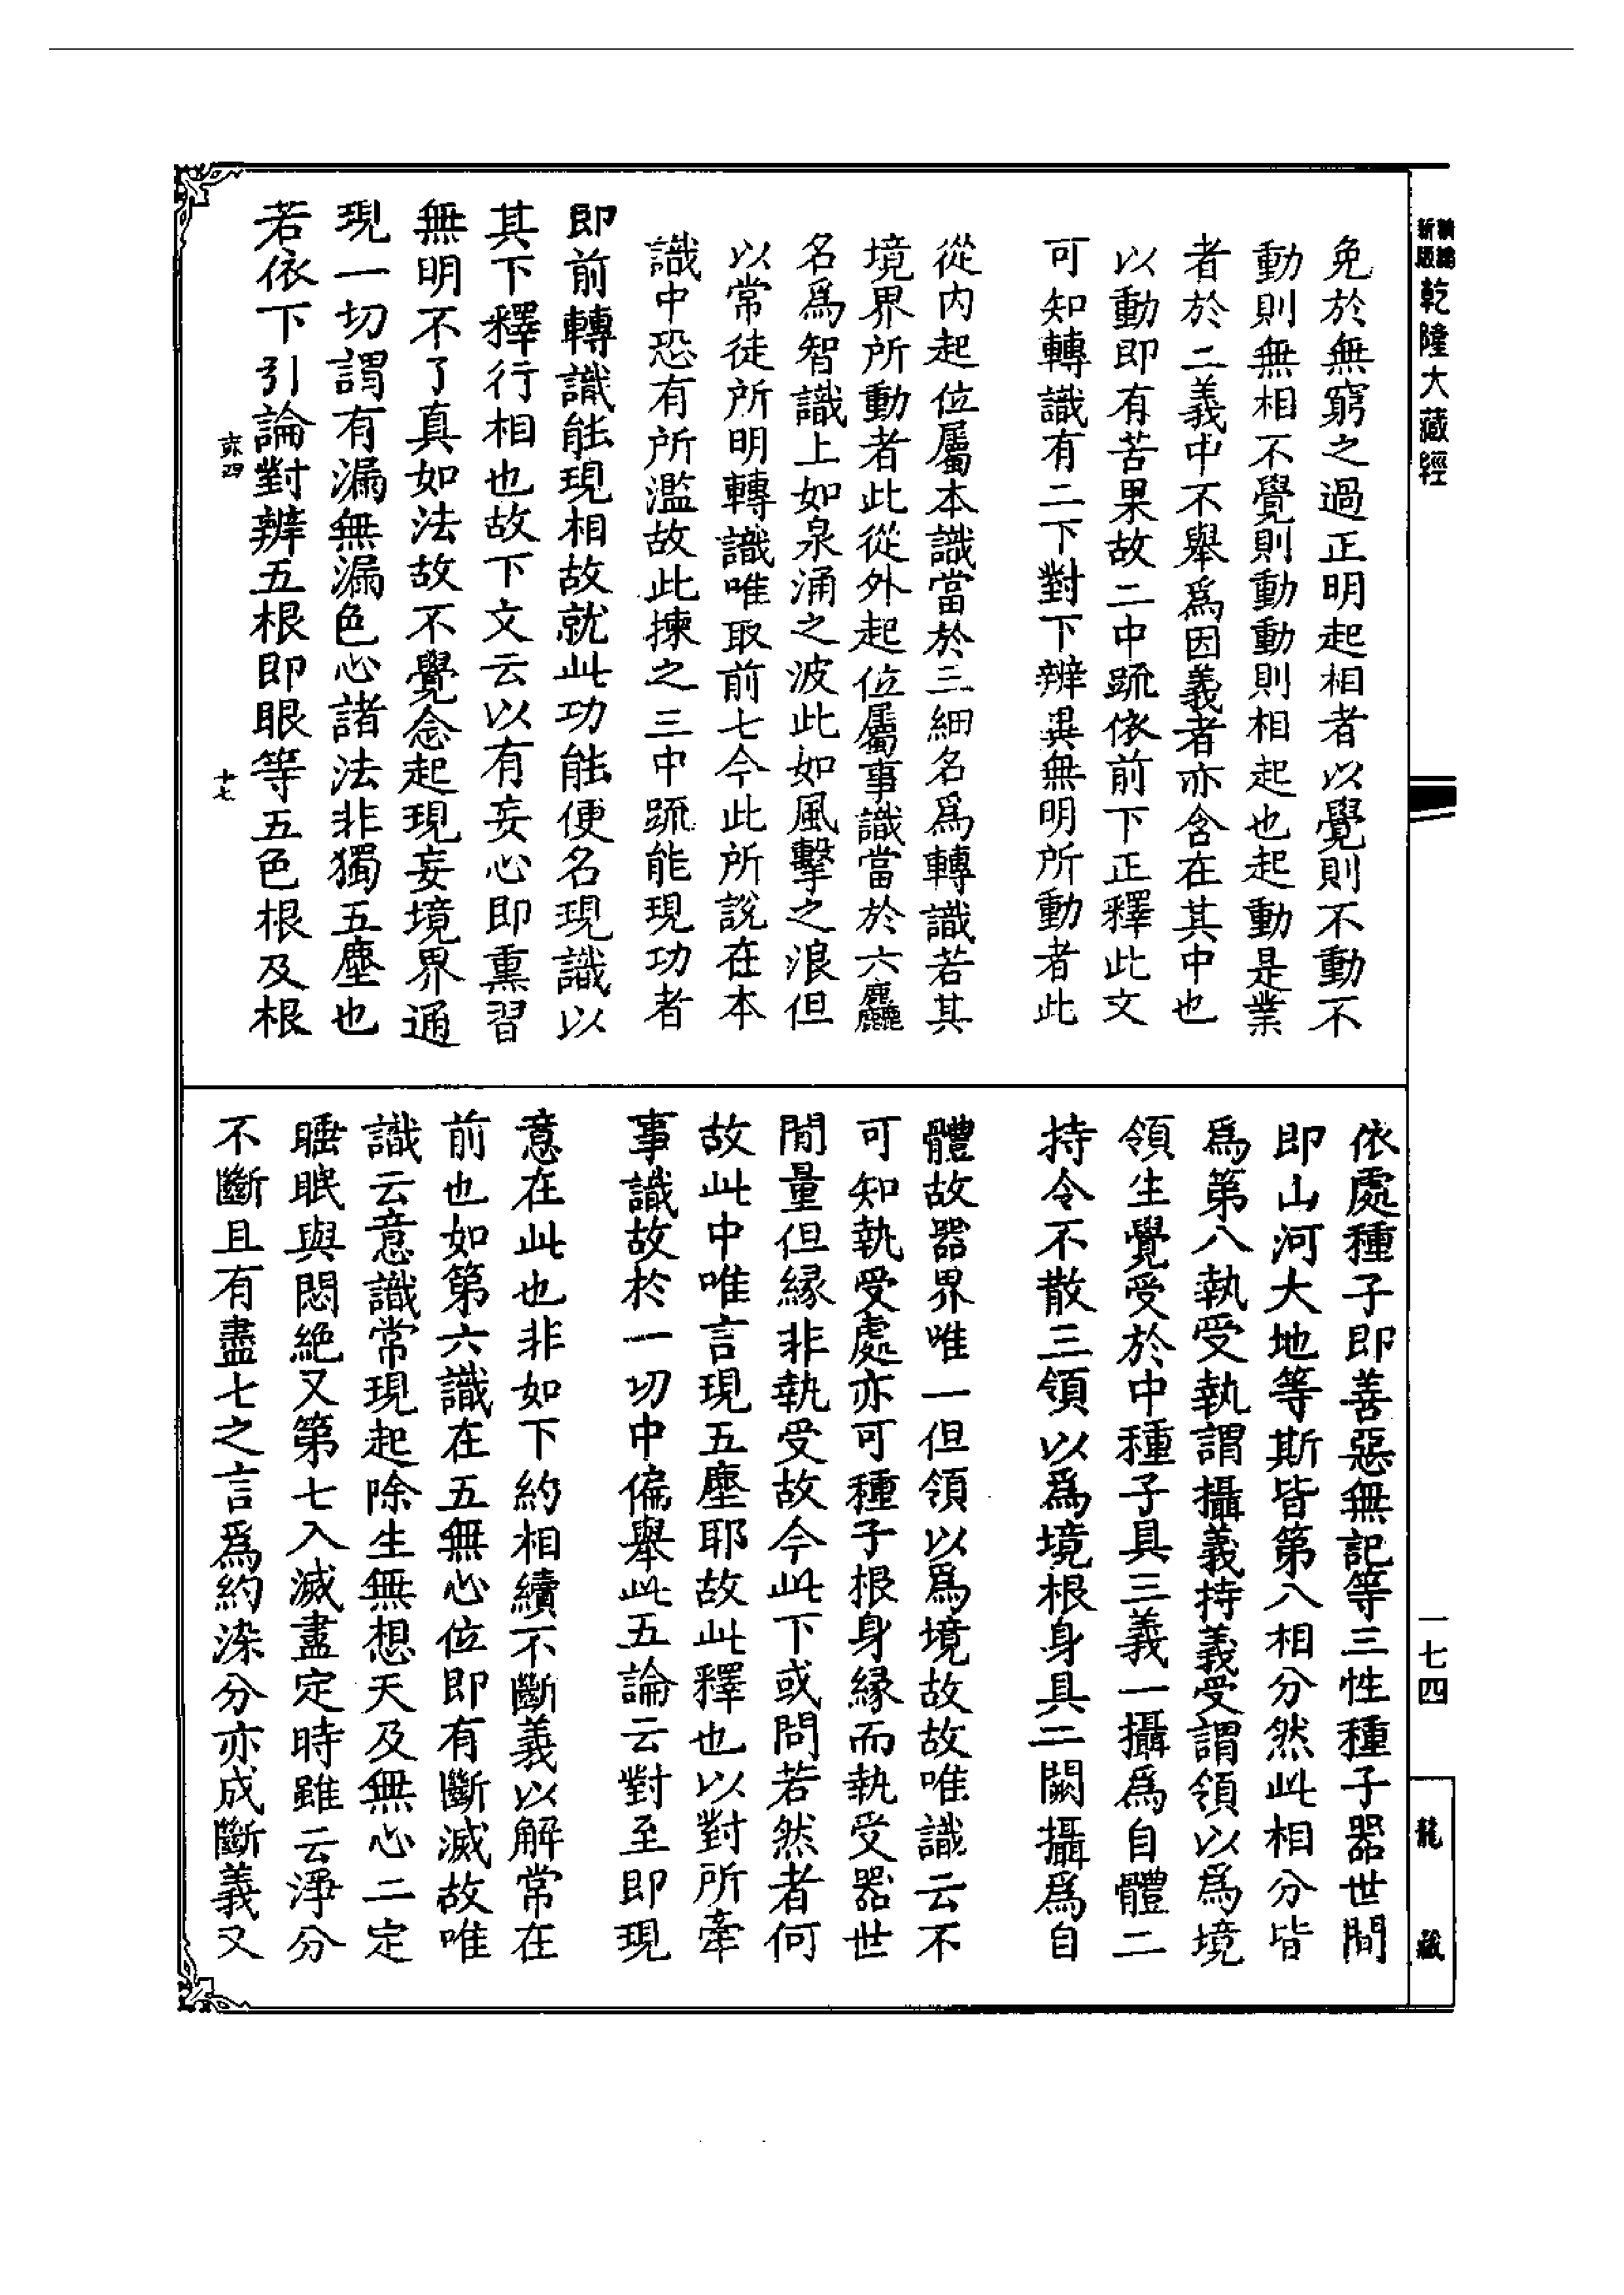 新版
乾隆大藏經
免於無窮之過正明起相者以覺則不動不
動則無相不覺則動動則相起也起動是業
者於二義中不舉爲因義者亦含在其中也
以動即有苦果故二中䟽依前下正釋此文
可知轉識有二下對下辨異無明所動者此
從内起位屬本識當於三細名爲轉識若其
境界所動者此從外起位屬事識當於六麤
名爲智識上如泉涌之波此如風擊之浪但
以常徒所明轉識唯取前七今此所說在本
識中恐有所濫故此揀之三中䟽能現功者
即前轉識能現相故就此功能便名現識以
其下釋行相也故下文云以有妄心即熏習
無明不了真如法故不覺念起現妄境界通
現一切謂有漏無漏色心諸法非獨五塵也
若依下引論對辨五根即眼等五色根及根
十七
依處種子即善惡無記等三性種子器世間
即山河大地等斯皆第八相分然此相分皆
爲第八執受執謂攝義持義受謂領以爲境
領生覺受於中種子具三義一攝爲自體二
持令不散三領以爲境根身具二闕攝爲自
體故器界唯一但領以爲境故故唯識云不
可知執受處亦可種子根身縁而執受器世
間量但縁非執受故今此下或問若然者何
故此中唯言現五塵耶故此釋也以對所牽
事識故於一切中偏舉此五論云對至即現
意在此也非如下約相續不斷義以解常在
前也如第六識在五無心位即有斷滅故唯
識云意識常現起除生無想天及無心二定
睡眠與悶絶又第七入滅盡定時雖云淨分
不斷且有盡七之言爲約染分亦成斷義又
一七四
龍藏